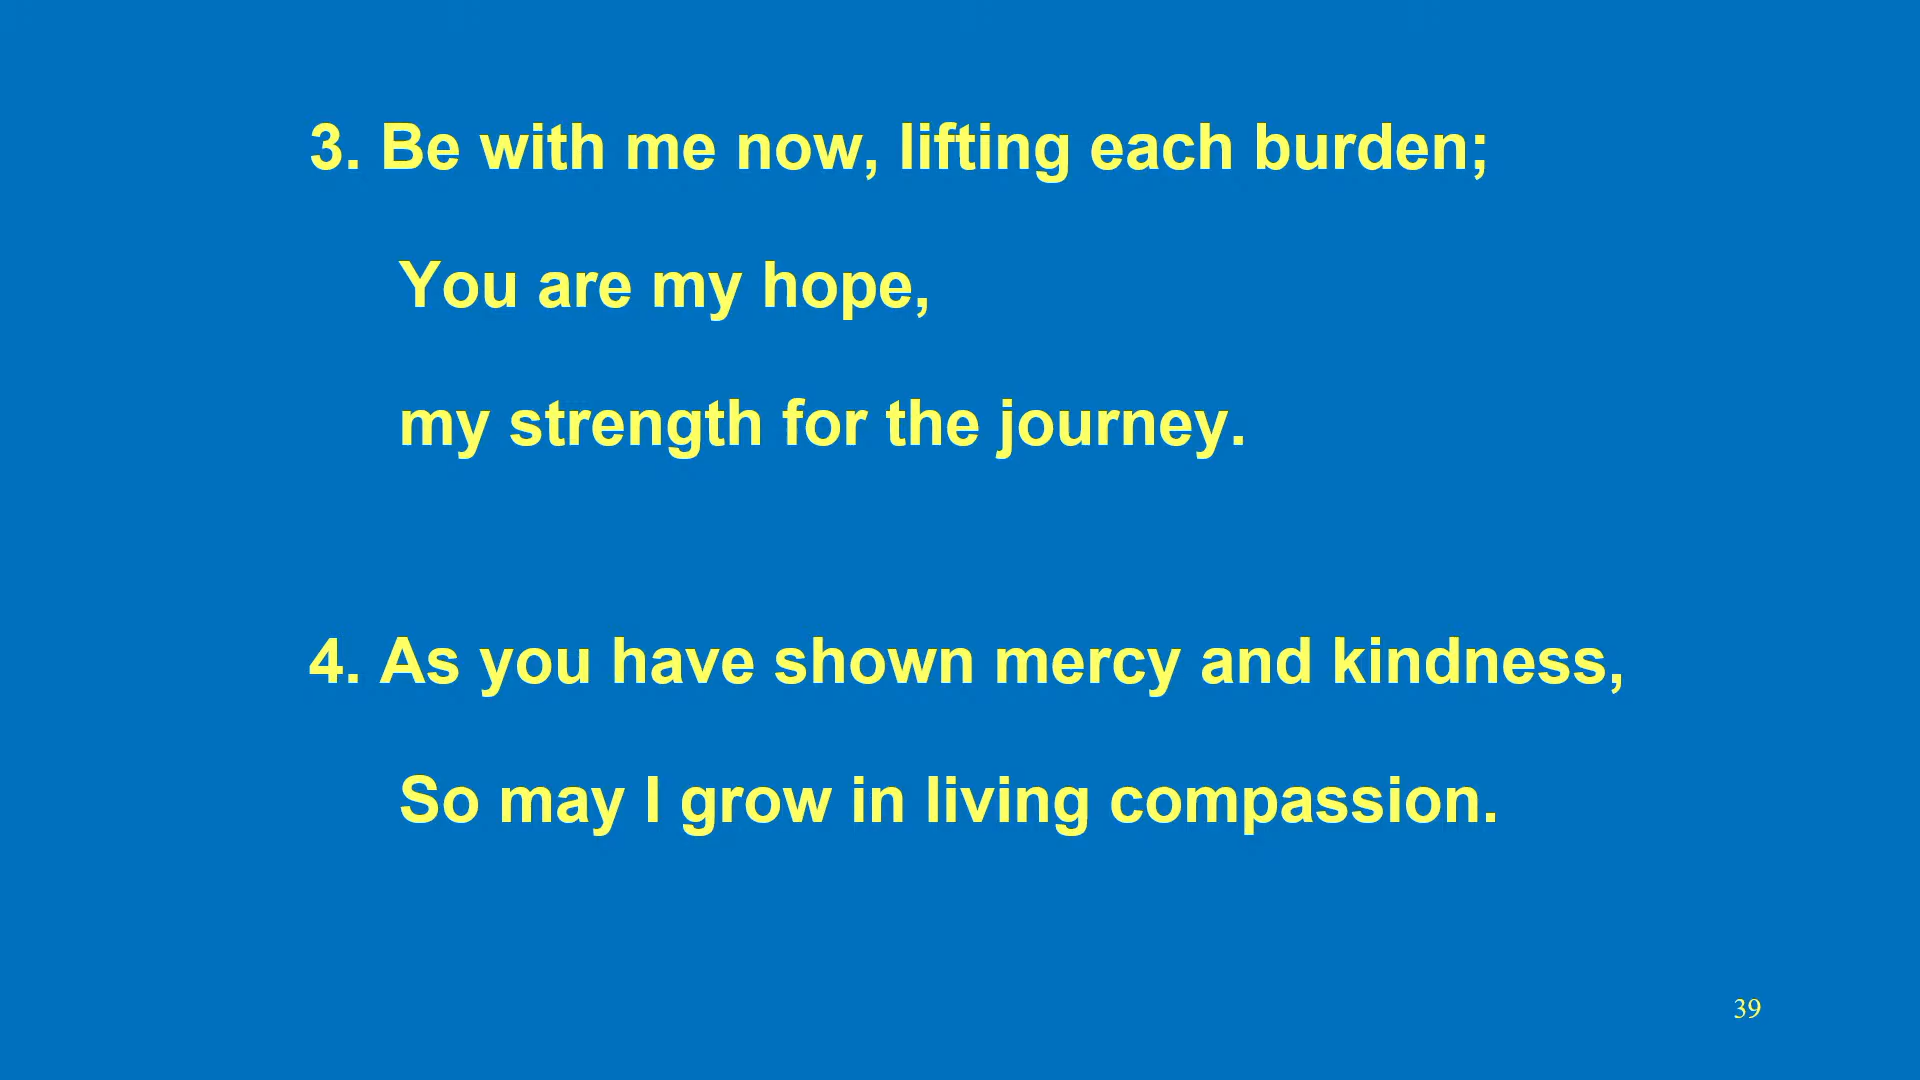 3. Be with me now, lifting each burden;
You are my hope,
my strength for the journey.
4. As you have shown mercy and kindness,
So may I grow in living compassion.
39